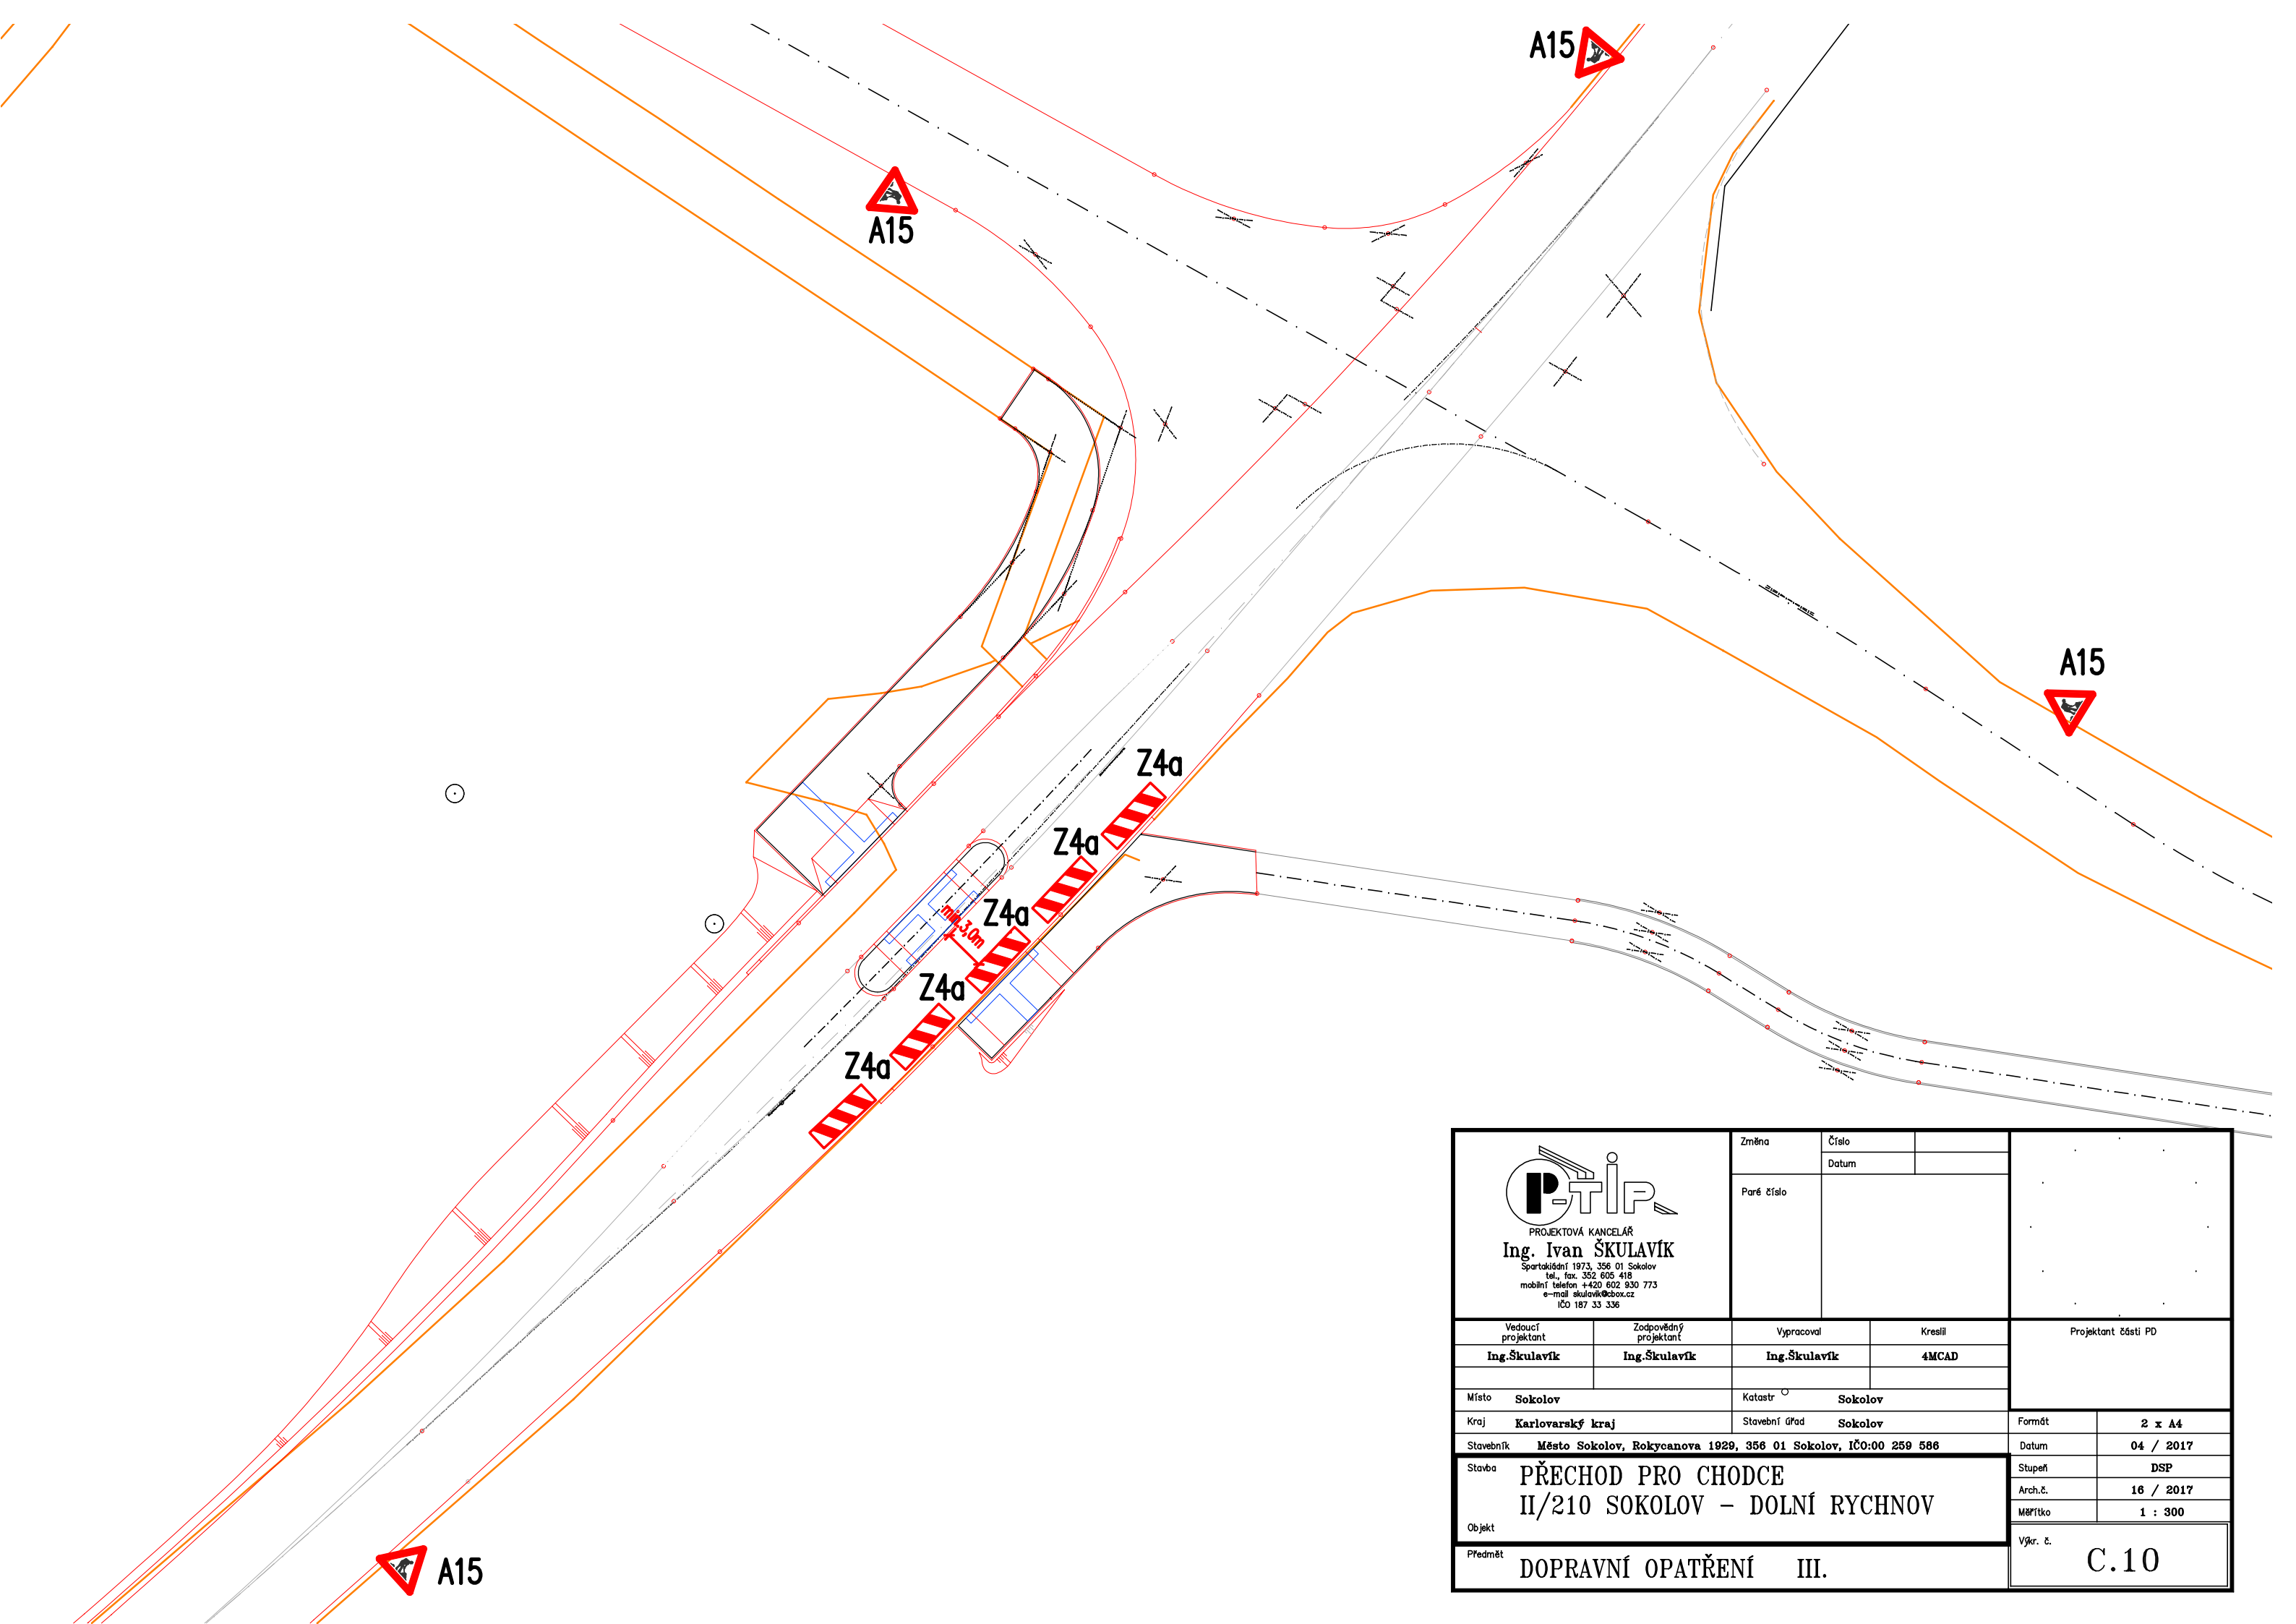 A15
A15
A15
Z4a
Z4a
min.3,0m
Z4a
Z4a
Z4a
A15
P-TIP
PROJEKTOVÁ KANCELÁŘ
Ing. Ivan ŠKULAVÍK
Spartakiádní 1973, 356 01 Sokolov
tel., fax. 352 605 418
mobilní telefon +420 602 930 773
e-mail skulavik@cbox.cz
IČO 187 33 336
Změna Číslo
Datum
Paré číslo
Vedoucí projektant Zodpovědný projektant Vypracoval Kreslil Projektant části PD
Ing.Škulavík Ing.Škulavík Ing.Škulavík 4MCAD
Místo Sokolov Katastr Sokolov
Kraj Karlovarský kraj Stavební úřad Sokolov Formát 2 x A4
Stavebník Město Sokolov, Rokycanova 1929, 356 01 Sokolov, IČO:00 259 586 Datum 04 / 2017
Stavba PŘECHOD PRO CHODCE Stupeň DSP
II/210 SOKOLOV - DOLNÍ RYCHNOV Arch.č. 16 / 2017
Objekt Měřítko 1 : 300
Předmět DOPRAVNÍ OPATŘENÍ III. Výkr. č. C.10